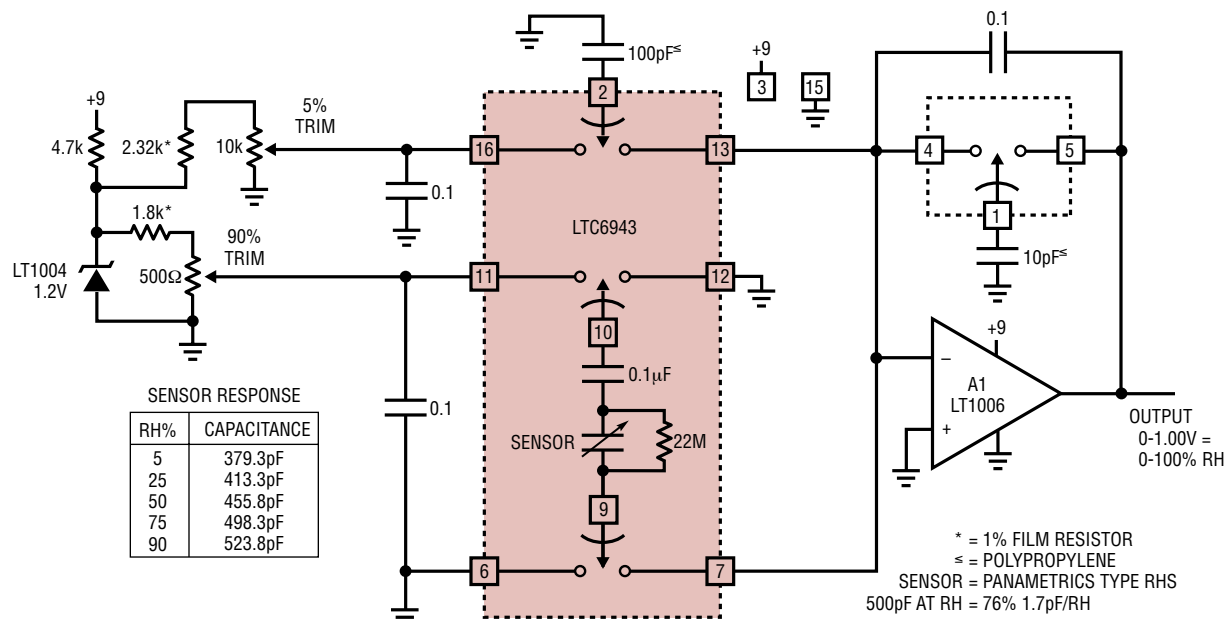 0.1
100pF≤
+9
3
15
2
+9
4.7k
2.32k*
10k
5%
TRIM
16
13
4
5
0.1
1
10pF≤
LTC6943
1.8k*
90%
TRIM
LT1004
1.2V
500Ω
11
12
10
0.1µF
+9
–
A1
LT1006
+
OUTPUT
0-1.00V =
0-100% RH
SENSOR RESPONSE
RH% CAPACITANCE
5 379.3pF
25 413.3pF
50 455.8pF
75 498.3pF
90 523.8pF
0.1
SENSOR
22M
9
6
7
* = 1% FILM RESISTOR
≤ = POLYPROPYLENE
SENSOR = PANAMETRICS TYPE RHS
500pF AT RH = 76% 1.7pF/RH